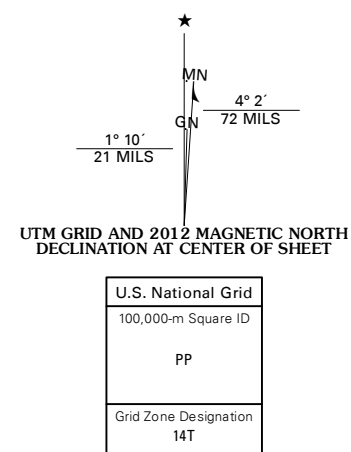 ★
MN
4° 2´
72 MILS
GN
1° 10´
21 MILS
UTM GRID AND 2012 MAGNETIC NORTH
DECLINATION AT CENTER OF SHEET
U.S. National Grid
100,000-m Square ID
PP
Grid Zone Designation
14T